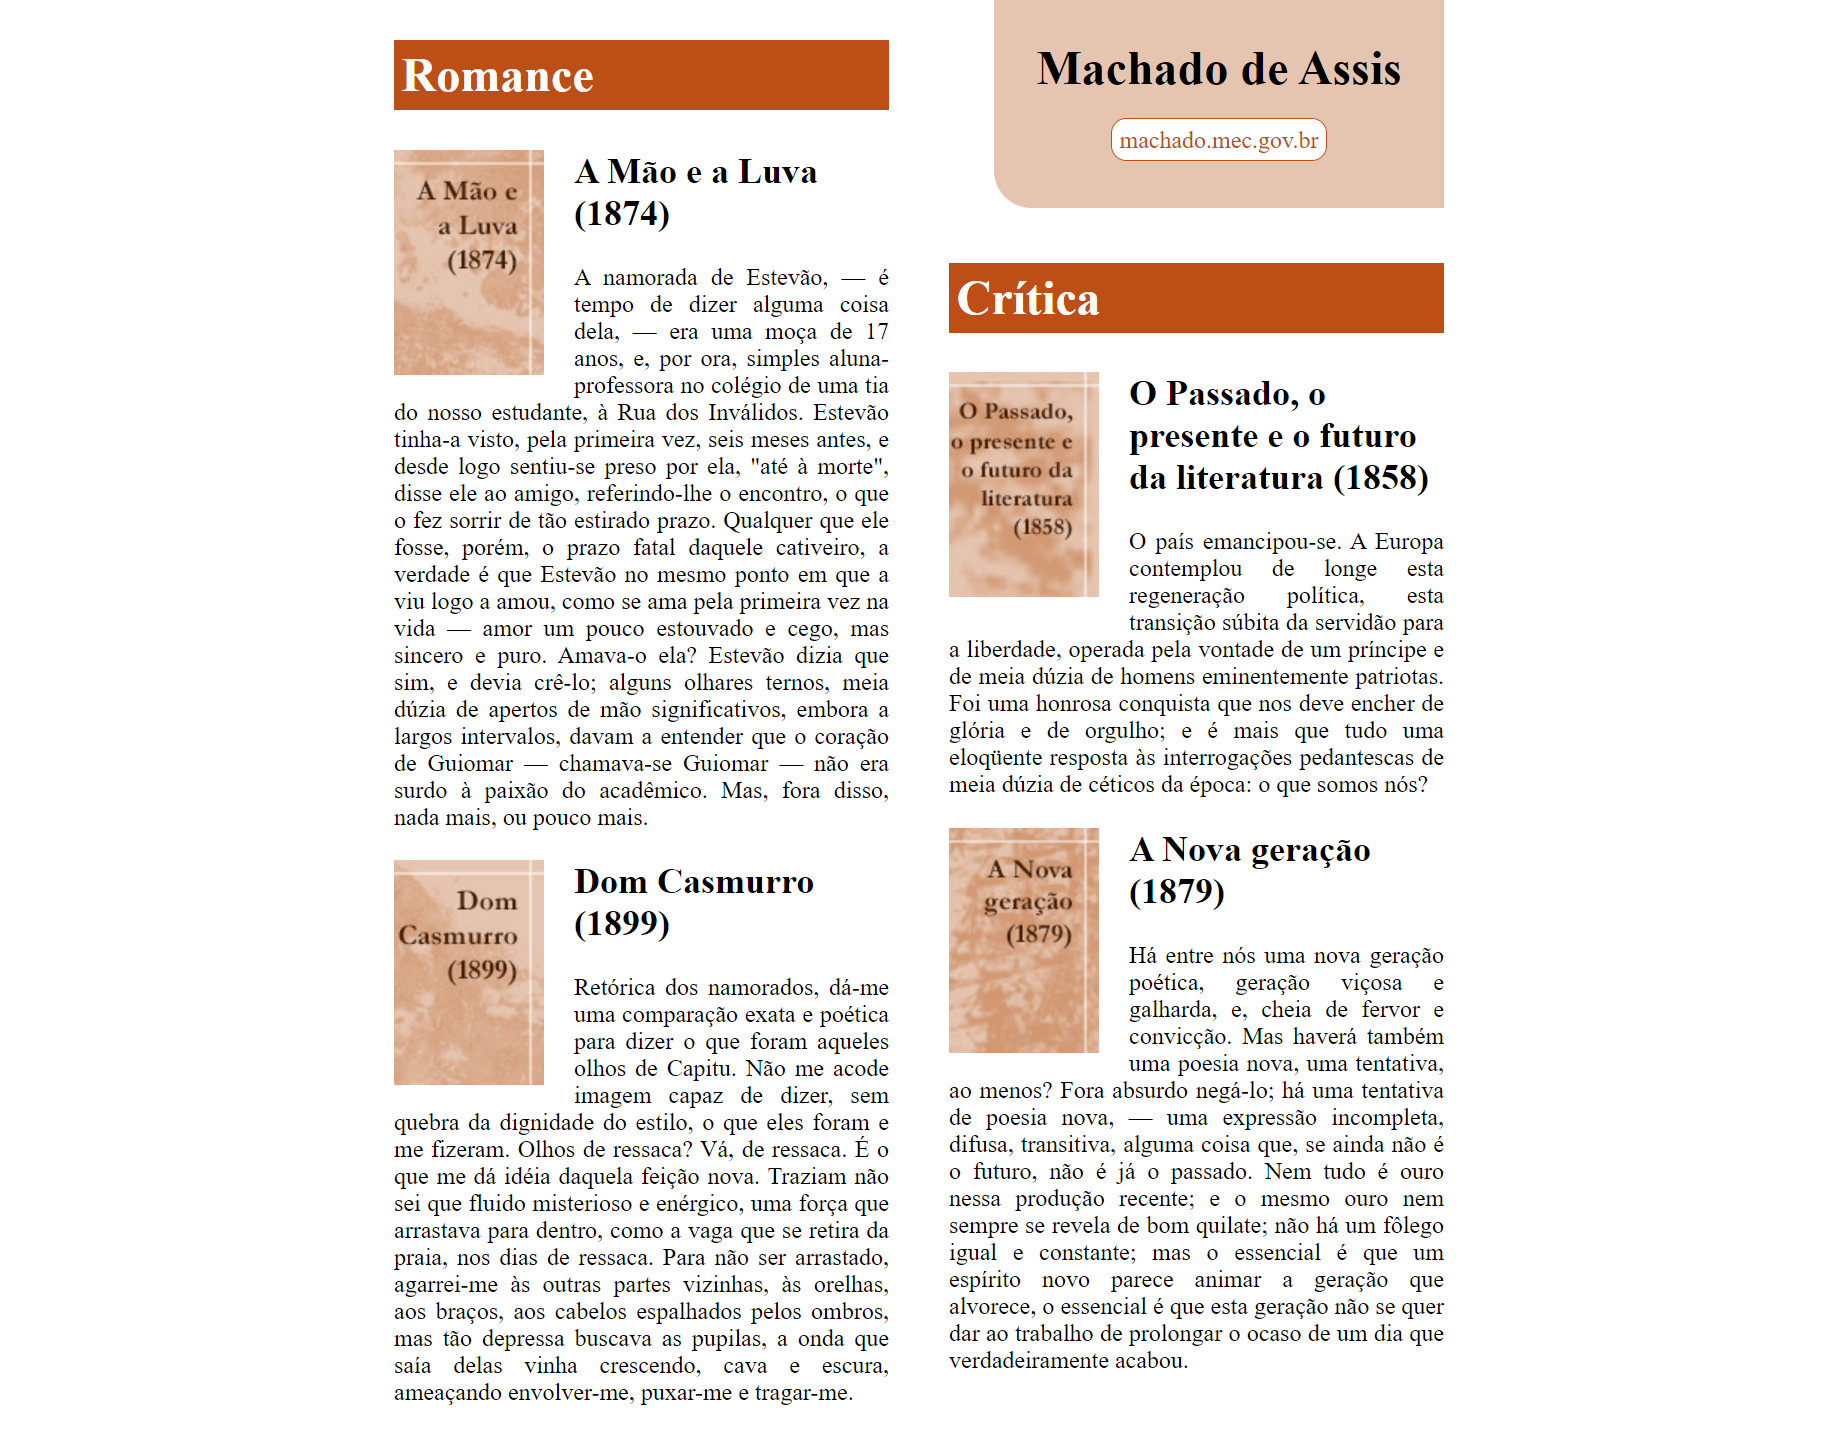 Machado de Assis
machado.mec.gov.br
Romance
A Mão e
a Luva
(1874)
A Mão e a Luva
(1874)
A namorada de Estevão, — é
tempo de dizer alguma coisa
dela, — era uma moça de 17
anos, e, por ora, simples aluna-
professora no colégio de uma tia
do nosso estudante, à Rua dos Inválidos. Estevão
tinha-a visto, pela primeira vez, seis meses antes, e
desde logo sentiu-se preso por ela, "até à morte",
disse ele ao amigo, referindo-lhe o encontro, o que
o fez sorrir de tão estirado prazo. Qualquer que ele
fosse, porém, o prazo fatal daquele cativeiro, a
verdade é que Estevão no mesmo ponto em que a
viu logo a amou, como se ama pela primeira vez na
vida — amor um pouco estouvado e cego, mas
sincero e puro. Amava-o ela? Estevão dizia que
sim, e devia crê-lo; alguns olhares ternos, meia
dúzia de apertos de mão significativos, embora a
largos intervalos, davam a entender que o coração
de Guiomar — chamava-se Guiomar — não era
surdo à paixão do acadêmico. Mas, fora disso,
nada mais, ou pouco mais.
Dom
Casmurro
(1899)
Dom Casmurro
(1899)
Retórica dos namorados, dá-me
uma comparação exata e poética
para dizer o que foram aqueles
olhos de Capitu. Não me acode
imagem capaz de dizer, sem
quebra da dignidade do estilo, o que eles foram e
me fizeram. Olhos de ressaca? Vá, de ressaca. É o
que me dá idéia daquela feição nova. Traziam não
sei que fluido misterioso e enérgico, uma força que
arrastava para dentro, como a vaga que se retira da
praia, nos dias de ressaca. Para não ser arrastado,
agarrei-me às outras partes vizinhas, às orelhas,
aos braços, aos cabelos espalhados pelos ombros,
mas tão depressa buscava as pupilas, a onda que
saía delas vinha crescendo, cava e escura,
ameaçando envolver-me, puxar-me e tragar-me.
Crítica
O Passado,
o presente e
o futuro da
literatura
(1858)
O Passado, o
presente e o futuro
da literatura (1858)
O país emancipou-se. A Europa
contemplou de longe esta
regeneração política, esta
transição súbita da servidão para
a liberdade, operada pela vontade de um príncipe e
de meia dúzia de homens eminentemente patriotas.
Foi uma honrosa conquista que nos deve encher de
glória e de orgulho; e é mais que tudo uma
eloqüente resposta às interrogações pedantescas de
meia dúzia de céticos da época: o que somos nós?
A Nova
geração
(1879)
A Nova geração
(1879)
Há entre nós uma nova geração
poética, geração viçosa e
galharda, e, cheia de fervor e
convicção. Mas haverá também
uma poesia nova, uma tentativa,
ao menos? Fora absurdo negá-lo; há uma tentativa
de poesia nova, — uma expressão incompleta,
difusa, transitiva, alguma coisa que, se ainda não é
o futuro, não é já o passado. Nem tudo é ouro
nessa produção recente; e o mesmo ouro nem
sempre se revela de bom quilate; não há um fôlego
igual e constante; mas o essencial é que um
espírito novo parece animar a geração que
alvorece, o essencial é que esta geração não se quer
dar ao trabalho de prolongar o ocaso de um dia que
verdadeiramente acabou.